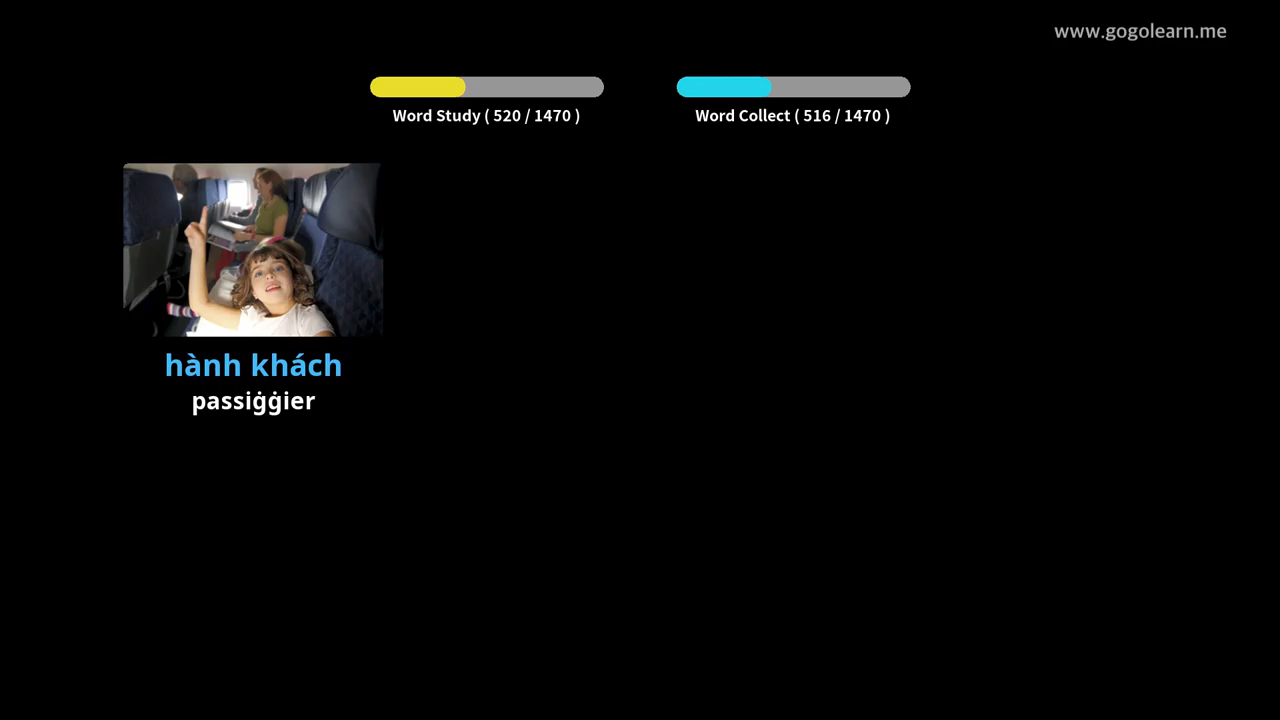 www.gogolearn.me
Word Study ( 520 / 1470 )
Word Collect ( 516 / 1470 )
hành khách
passiġġier